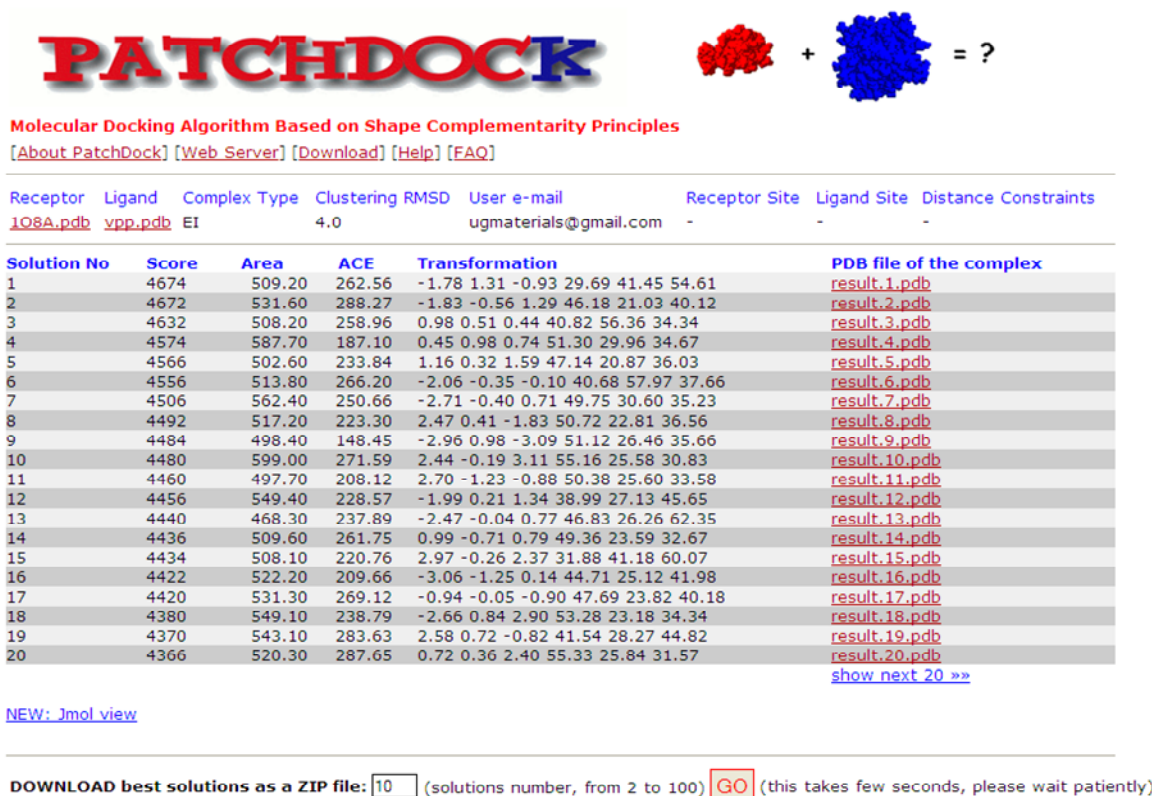 PATCHDOCK
+ = ?
Molecular Docking Algorithm Based on Shape Complementarity Principles
[About PatchDock] [Web Server] [Download] [Help] [FAQ]
Receptor Ligand Complex Type Clustering RMSD User e-mail Receptor Site Ligand Site Distance Constraints
1O8A.pdb vpp.pdb EI 4.0 ugmaterials@gmail.com - - -
Solution No Score Area ACE Transformation PDB file of the complex
1 4674 509.20 262.56 -1.78 1.31 -0.93 29.69 41.45 54.61 result.1.pdb
2 4672 531.60 288.27 -1.83 -0.56 1.29 46.18 21.03 40.12 result.2.pdb
3 4632 508.20 258.96 0.98 0.51 0.44 40.82 56.36 34.34 result.3.pdb
4 4574 587.70 187.10 0.45 0.98 0.74 51.30 29.96 34.67 result.4.pdb
5 4566 502.60 233.84 1.16 0.32 1.59 47.14 20.87 36.03 result.5.pdb
6 4556 513.80 266.20 -2.06 -0.35 -0.10 40.68 57.97 37.66 result.6.pdb
7 4506 562.40 250.66 -2.71 -0.40 0.71 49.75 30.60 35.23 result.7.pdb
8 4492 517.20 223.30 2.47 0.41 -1.83 50.72 22.81 36.56 result.8.pdb
9 4484 498.40 148.45 -2.96 0.98 -3.09 51.12 26.46 35.66 result.9.pdb
10 4480 599.00 271.59 2.44 -0.19 3.11 55.16 25.58 30.83 result.10.pdb
11 4460 497.70 208.12 2.70 -1.23 -0.88 50.38 25.60 33.58 result.11.pdb
12 4456 549.40 228.57 -1.99 0.21 1.34 38.99 27.13 45.65 result.12.pdb
13 4440 468.30 237.89 -2.47 -0.04 0.77 46.83 26.26 62.35 result.13.pdb
14 4436 509.60 261.75 0.99 -0.71 0.79 49.36 23.59 32.67 result.14.pdb
15 4434 508.10 220.76 2.97 -0.26 2.37 31.88 41.18 60.07 result.15.pdb
16 4422 522.20 209.66 -3.06 -1.25 0.14 44.71 25.12 41.98 result.16.pdb
17 4420 531.30 269.12 -0.94 -0.05 -0.90 47.69 23.82 40.18 result.17.pdb
18 4380 549.10 238.79 -2.66 0.84 2.90 53.28 23.18 34.34 result.18.pdb
19 4370 543.10 283.63 2.58 0.72 -0.82 41.54 28.27 44.82 result.19.pdb
20 4366 520.30 287.65 0.72 0.36 2.40 55.33 25.84 31.57 result.20.pdb
show next 20 »»
NEW: Jmol view
DOWNLOAD best solutions as a ZIP file: 10 (solutions number, from 2 to 100) GO (this takes few seconds, please wait patiently)